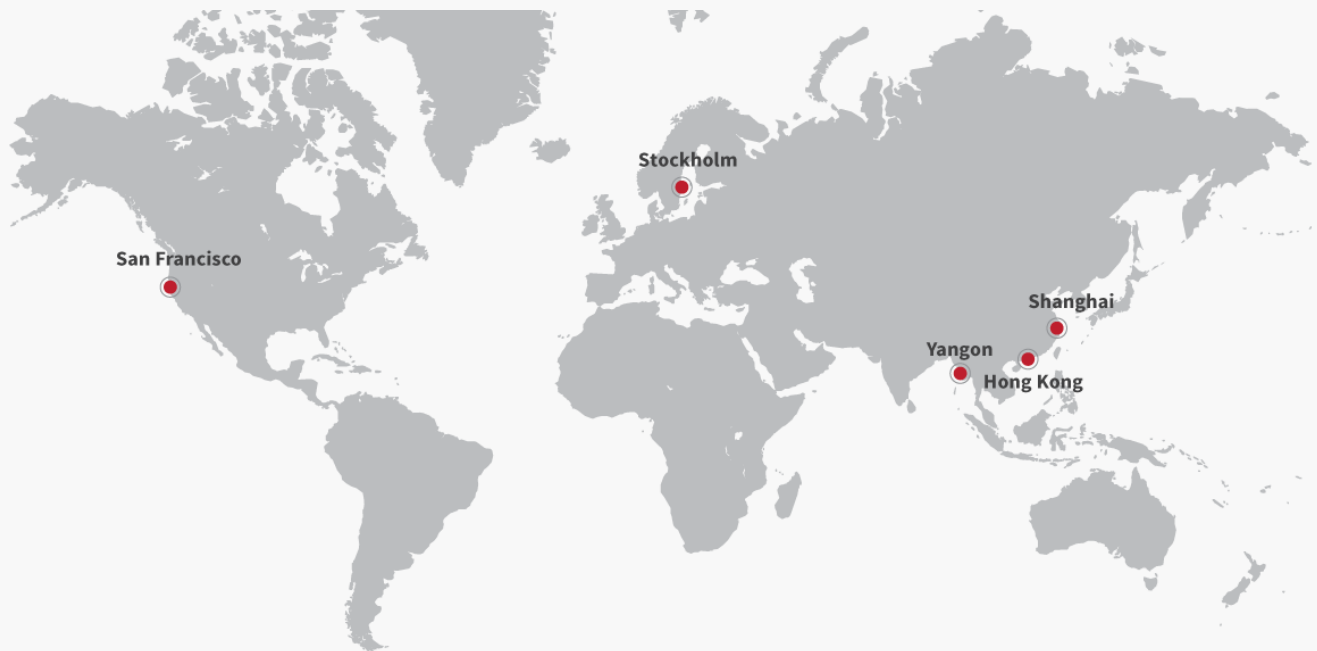 Stockholm
San Francisco
Shanghai
Yangon
Hong Kong